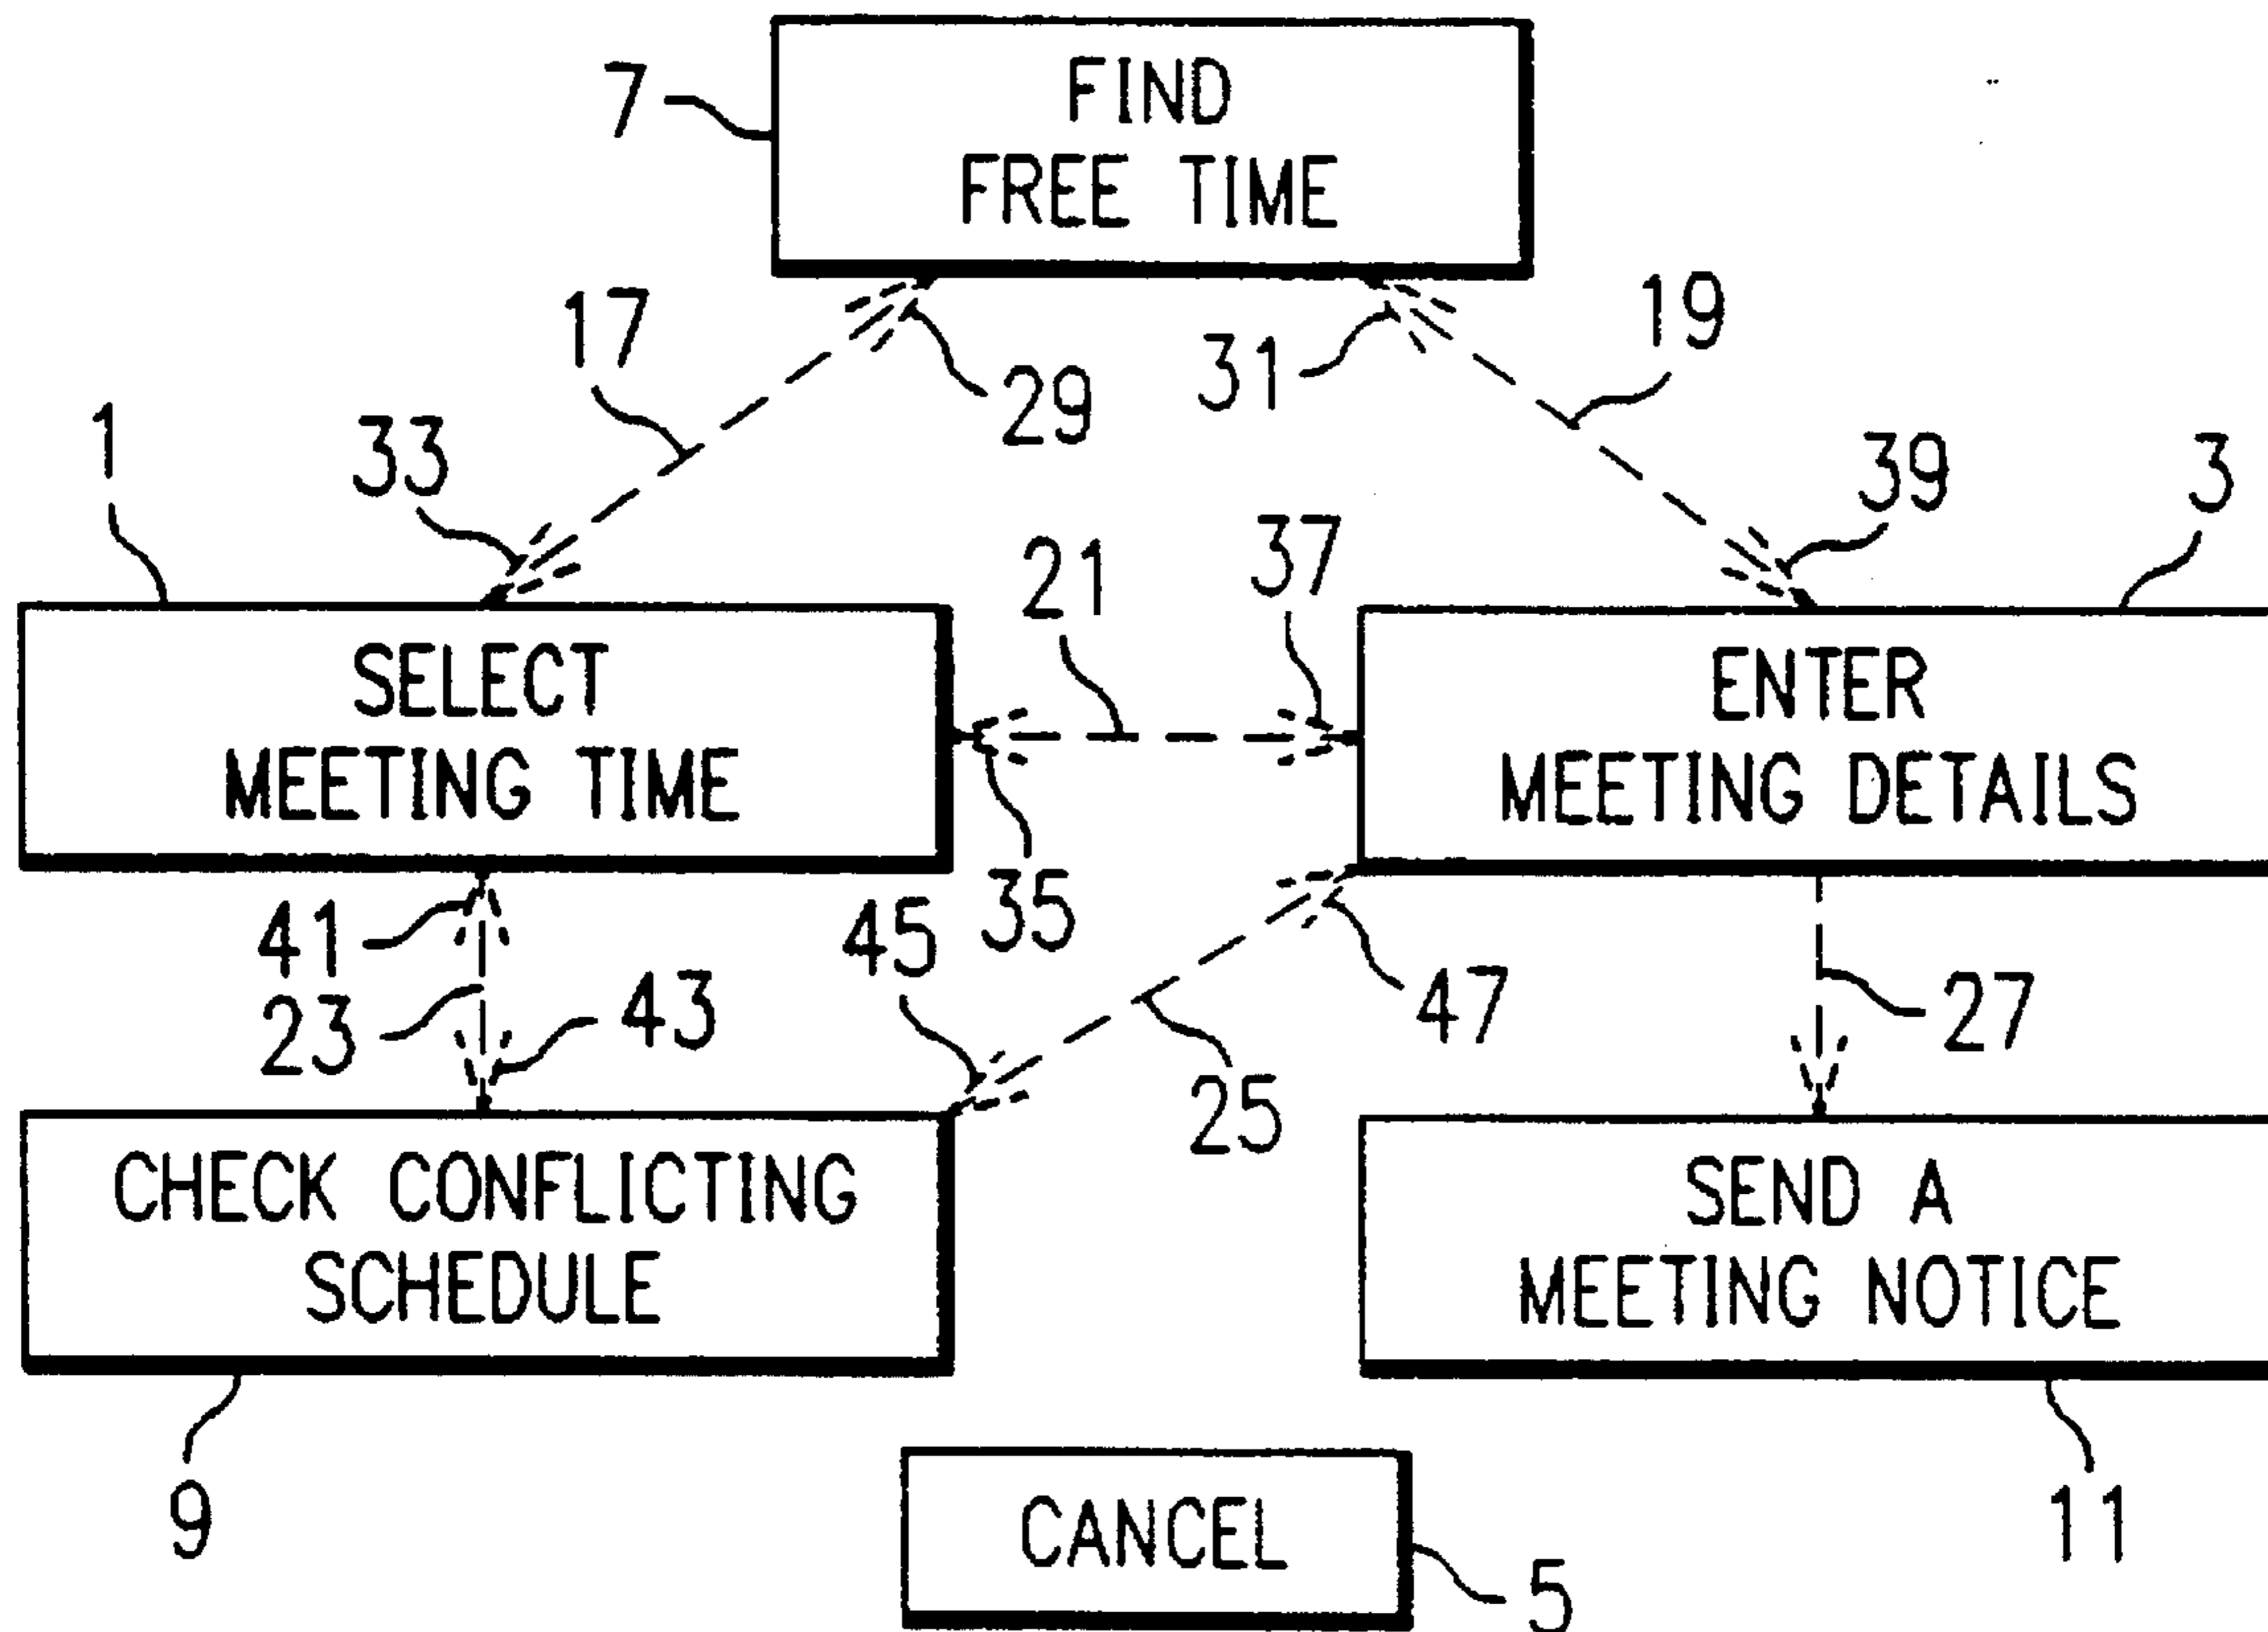 7
FIND
FREE TIME
17
19
29
31
1
33
39
3
21
37
SELECT
MEETING TIME
ENTER
MEETING DETAILS
35
41
45
23
43
47
27
25
CHECK CONFLICTING
SCHEDULE
SEND A
MEETING NOTICE
9
11
CANCEL
5